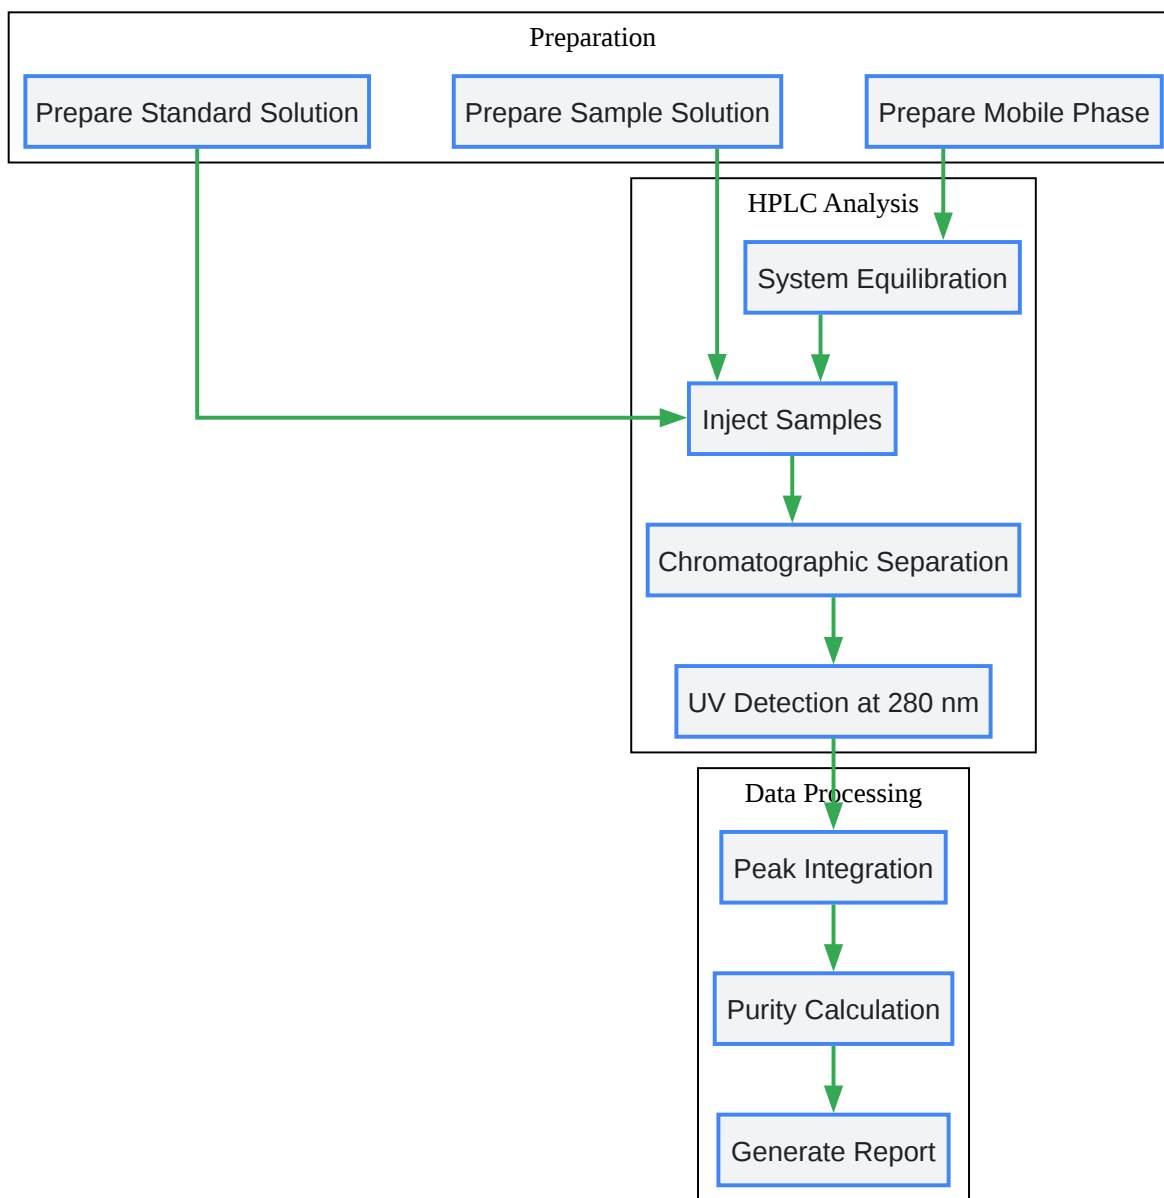 Preparation
Prepare Standard Solution
Prepare Sample Solution
Prepare Mobile Phase
HPLC Analysis
System Equilibration
Inject Samples
Chromatographic Separation
UV Detection at 280 nm
Data Processing
Peak Integration
Purity Calculation
Generate Report